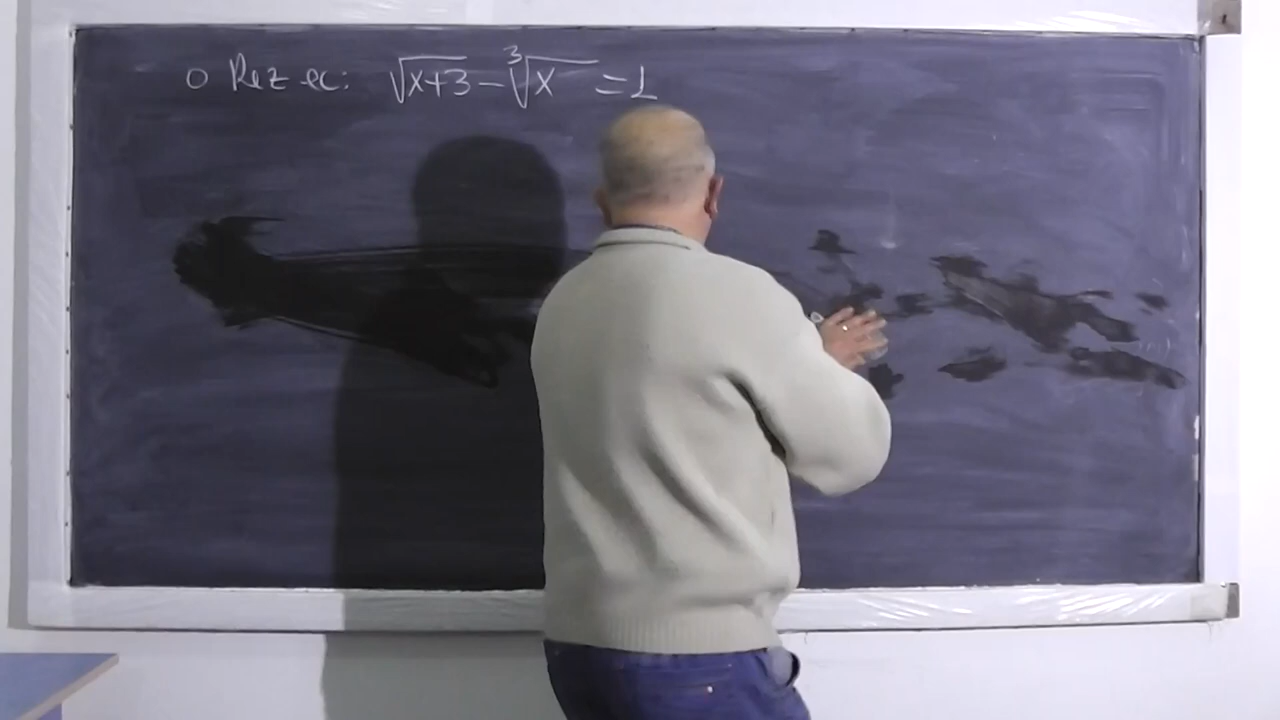 o Rez ec: √x+3 - ∛x = 1